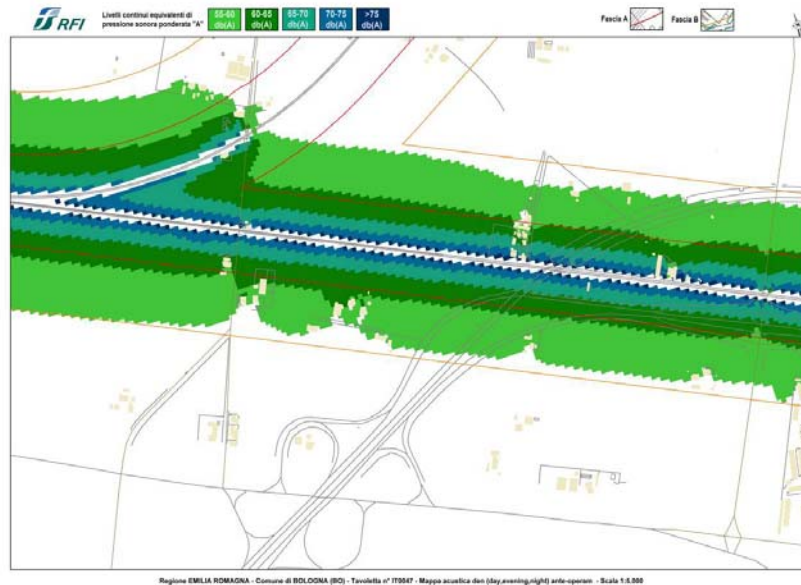 RFI
Livelli continui equivalenti di
pressione sonora ponderata "A"
55-60
db(A)
60-65
db(A)
65-70
db(A)
70-75
db(A)
>75
db(A)
Fascia A
Fascia B
Regione EMILIA ROMAGNA - Comune di BOLOGNA (BO) - Tavoletta n° IT0047 - Mappa acustica den (day,evening,night) ante-operam - Scala 1:5.000